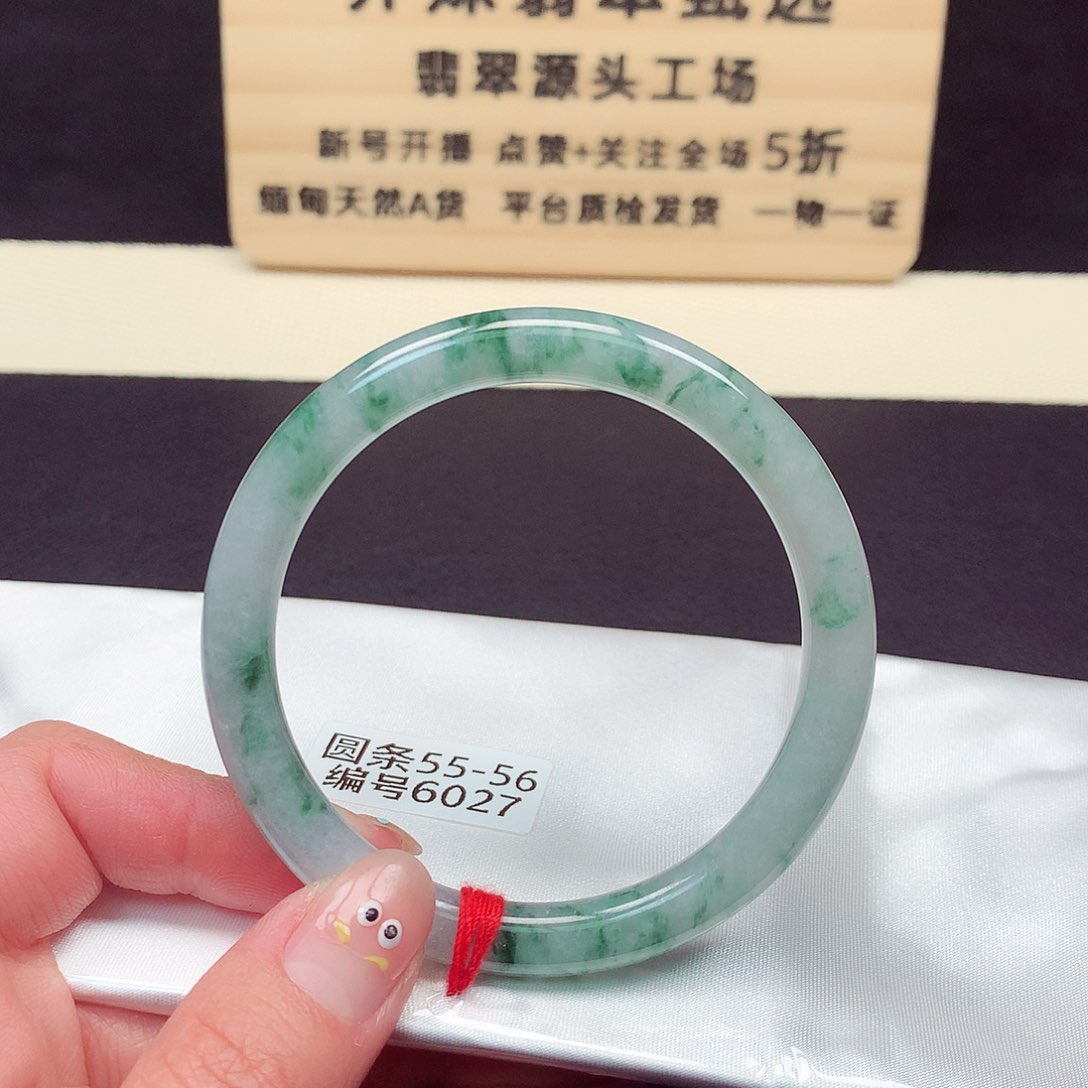 翡翠源头工场
新号开播 点赞+关注全场5折
缅甸天然A货 平台质检发货 一物一证
圆条55-56
编号6027